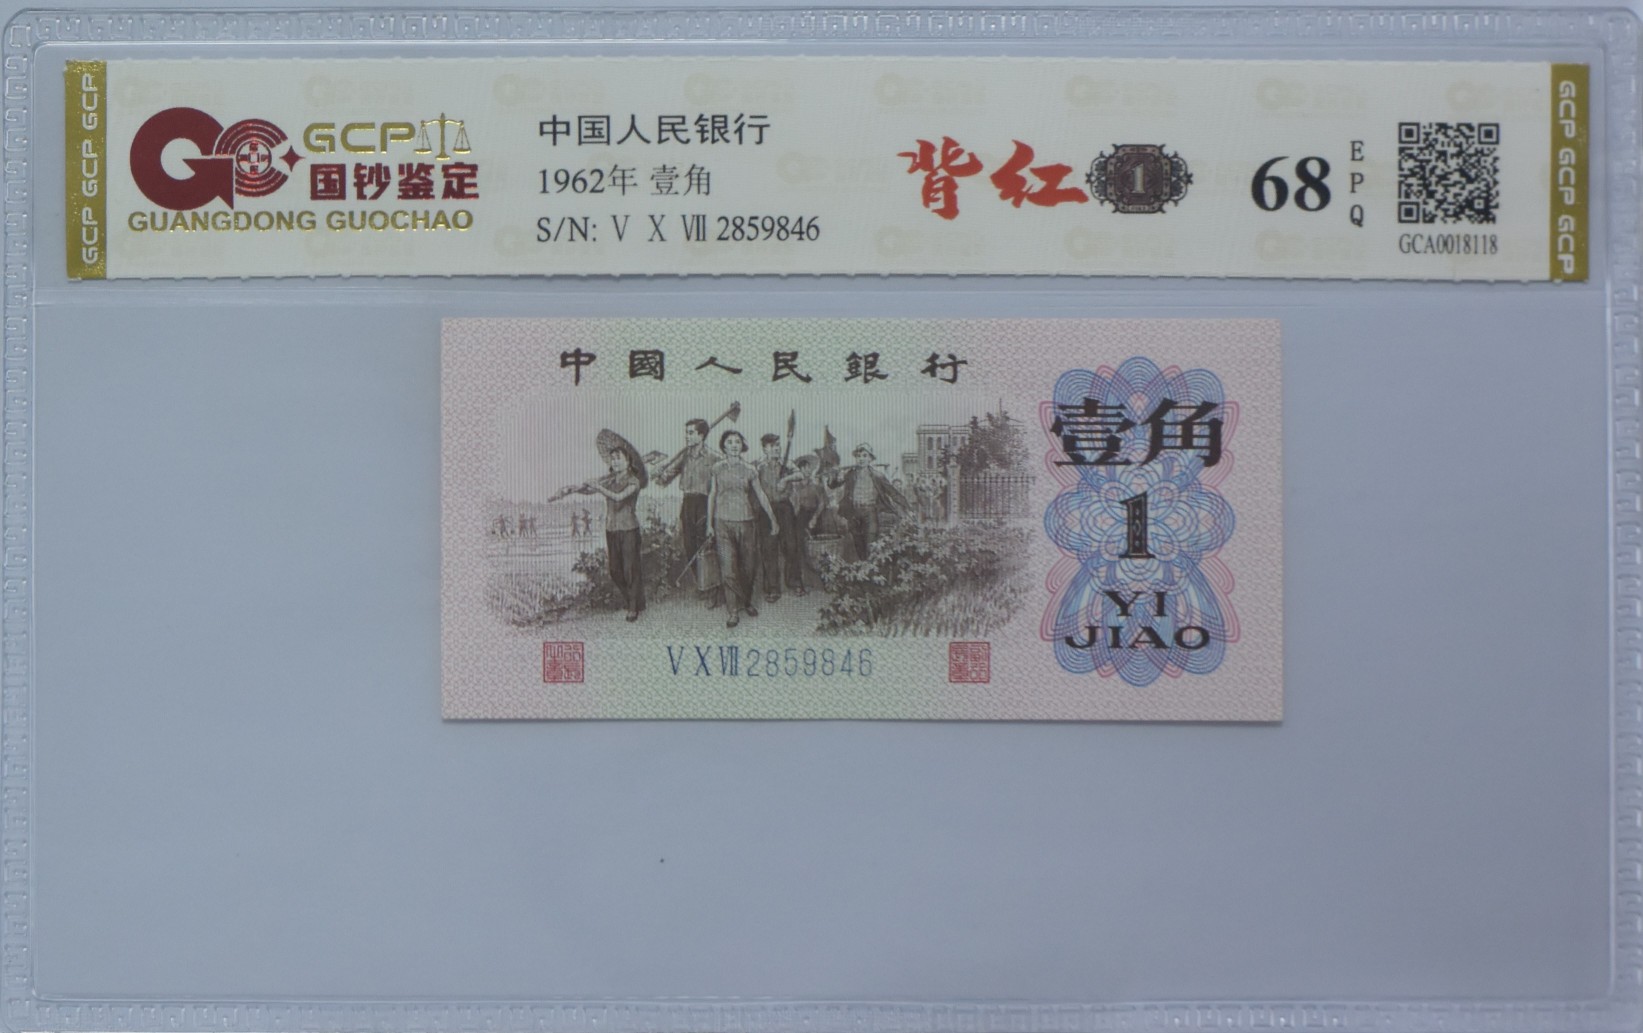 GCP GCP GCP
GCP
国钞鉴定
GUANGDONG GUOCHAO
中国人民银行
1962年 壹角
S/N: V X VII 2859846
背红
1
68
EPQ
GCA0018118
GCP GCP GCP
中國人民銀行
壹角
1
YI
JIAO
V X VII 2859846